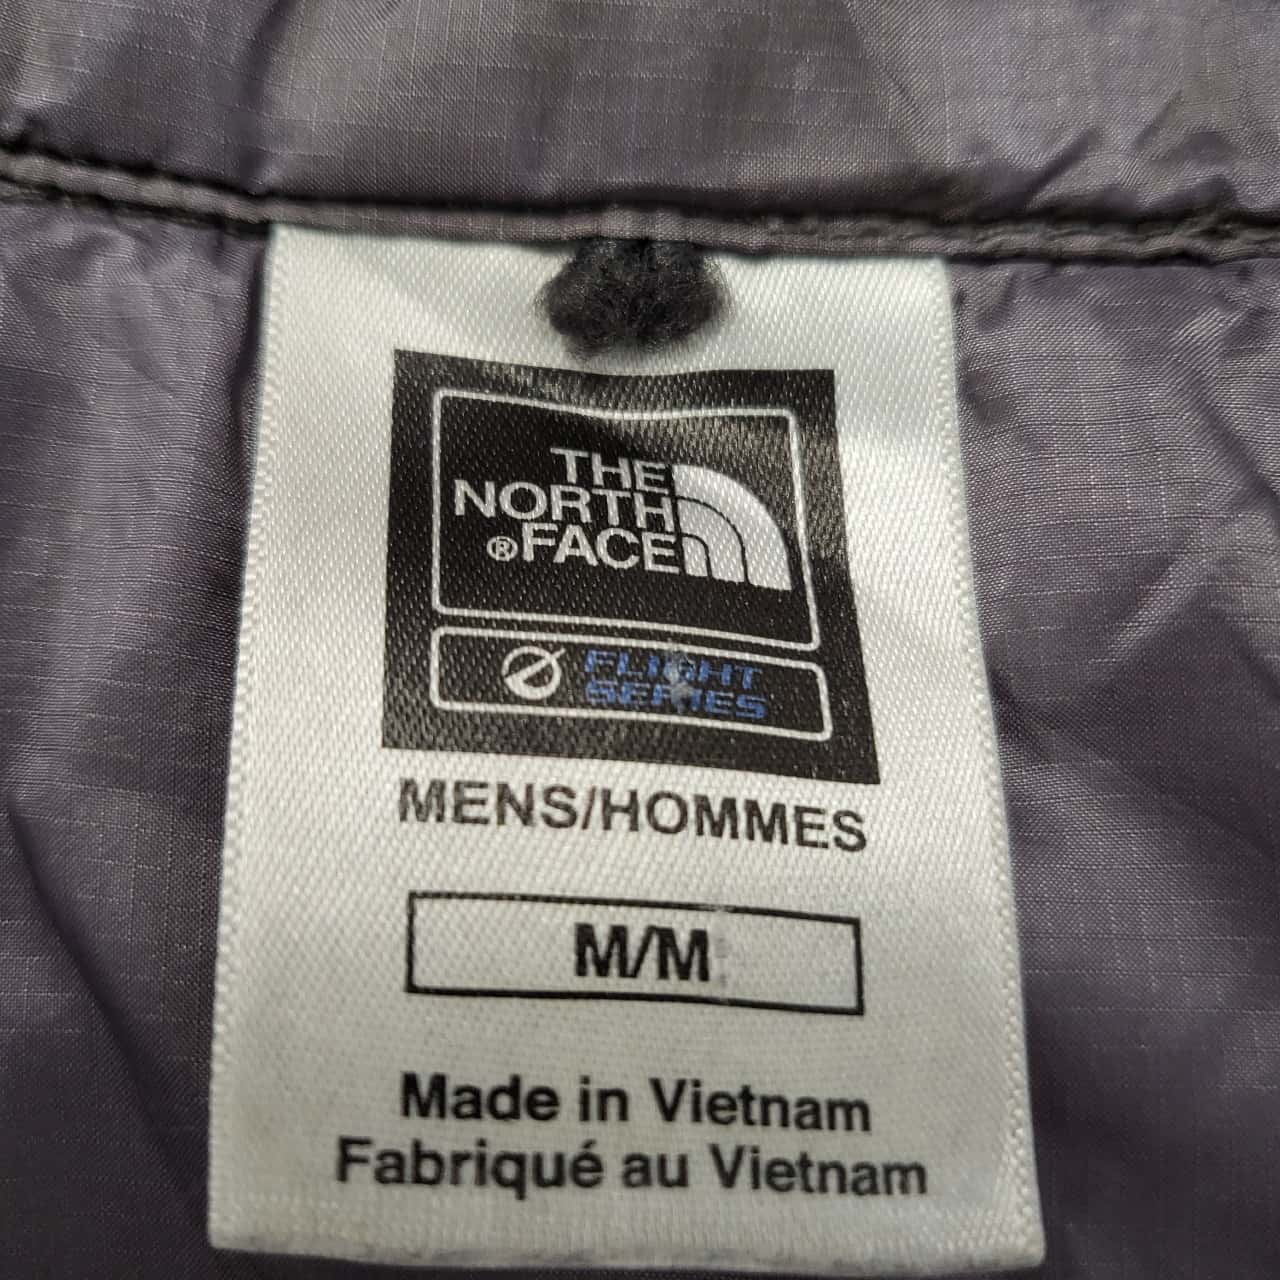 THE
NORTH
®FACE
FLIGHT
SERIES
MENS/HOMMES
M/M
Made in Vietnam
Fabriqué au Vietnam